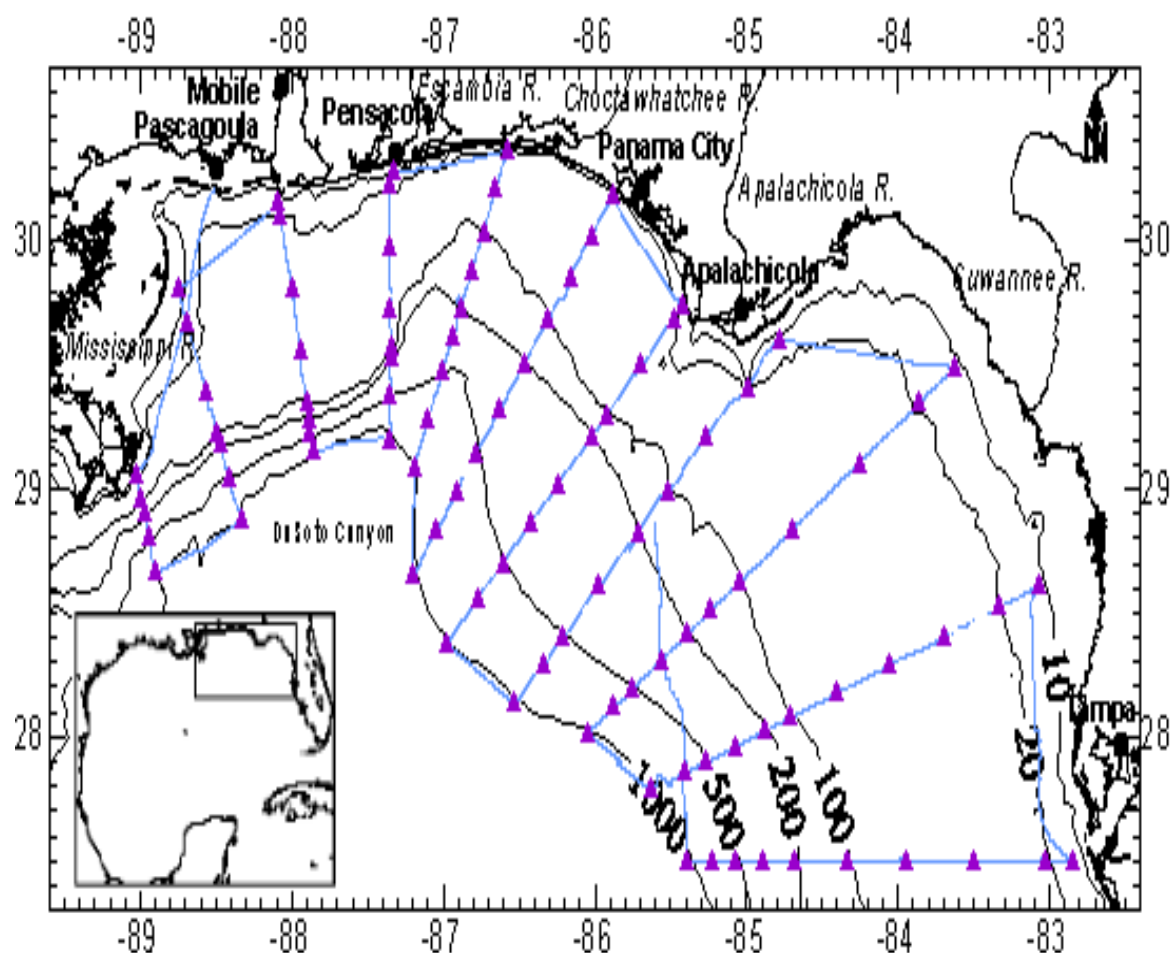 -89 -88 -87 -86 -85 -84 -83
Mobile
Pascagoula
Pensacola
Escambia R.
Choctawhatchee R.
Panama City
N
Apalachicola R.
30
30
Apalachicola
Suwannee R.
Mississippi R.
29
29
DeSoto Canyon
10
Tampa
28
28
20
100
200
500
1000
-89 -88 -87 -86 -85 -84 -83